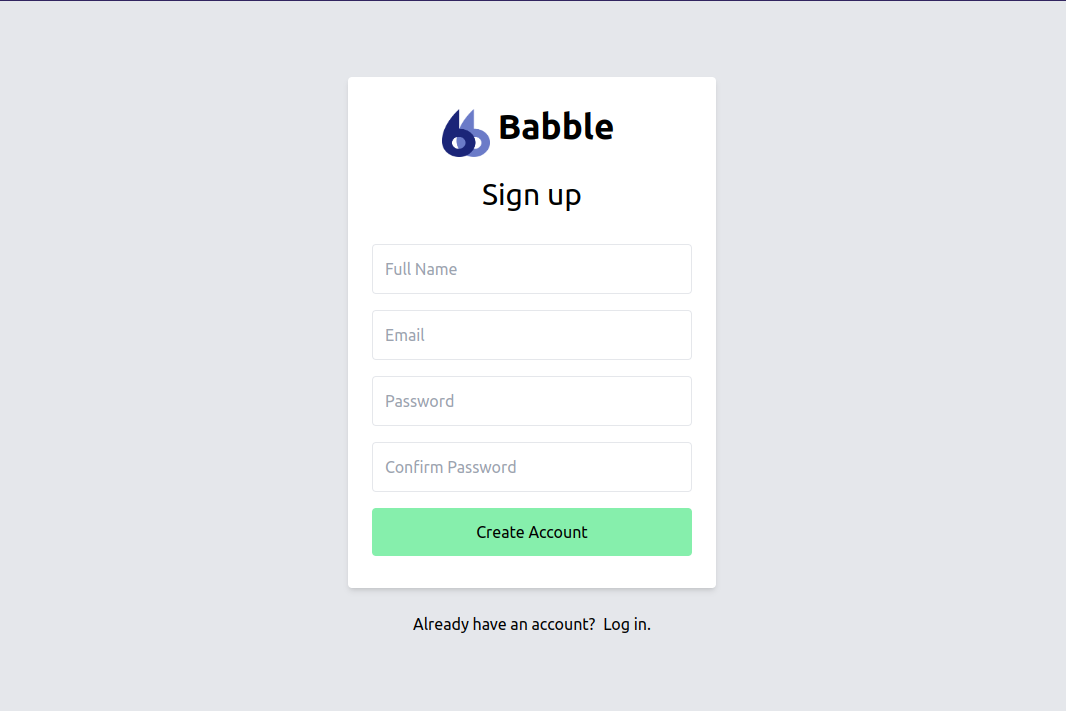 Babble
Sign up
Full Name
Email
Password
Confirm Password
Create Account
Already have an account? Log in.